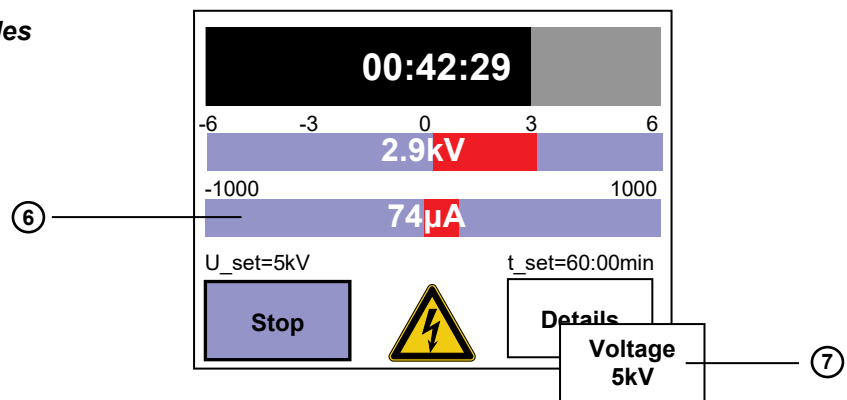 00:42:29
-6 -3 0 3 6
2.9kV
-1000 1000
74µA
6
U_set=5kV t_set=60:00min
Stop
Details
Voltage
5kV
7